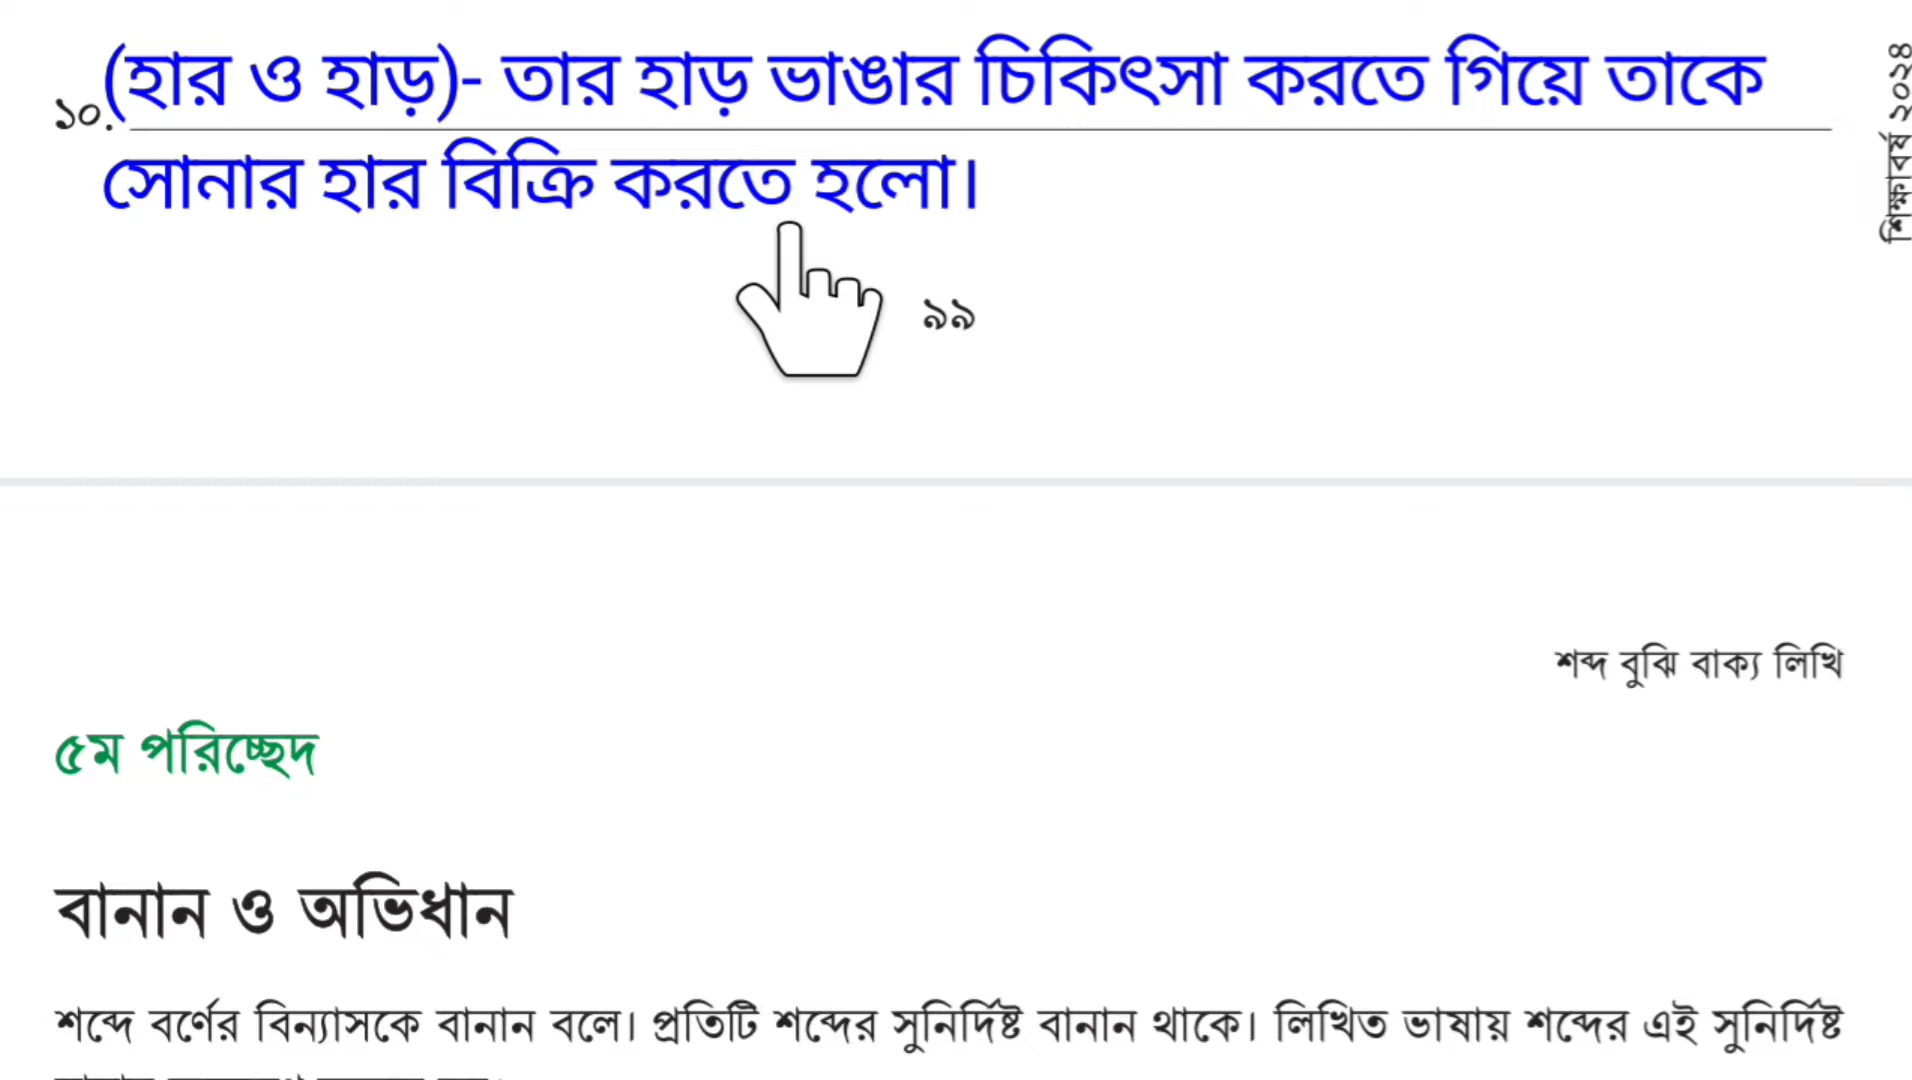 (হার ও হাড়)- তার হাড় ভাঙার চিকিৎসা করতে গিয়ে তাকে
১০.
সোনার হার বিক্রি করতে হলো।
শিক্ষাবর্ষ ২০২৪
৯৯
শব্দ বুঝি বাক্য লিখি
৫ম পরিচ্ছেদ
বানান ও অভিধান
শব্দে বর্ণের বিন্যাসকে বানান বলে। প্রতিটি শব্দের সুনির্দিষ্ট বানান থাকে। লিখিত ভাষায় শব্দের এই সুনির্দিষ্ট